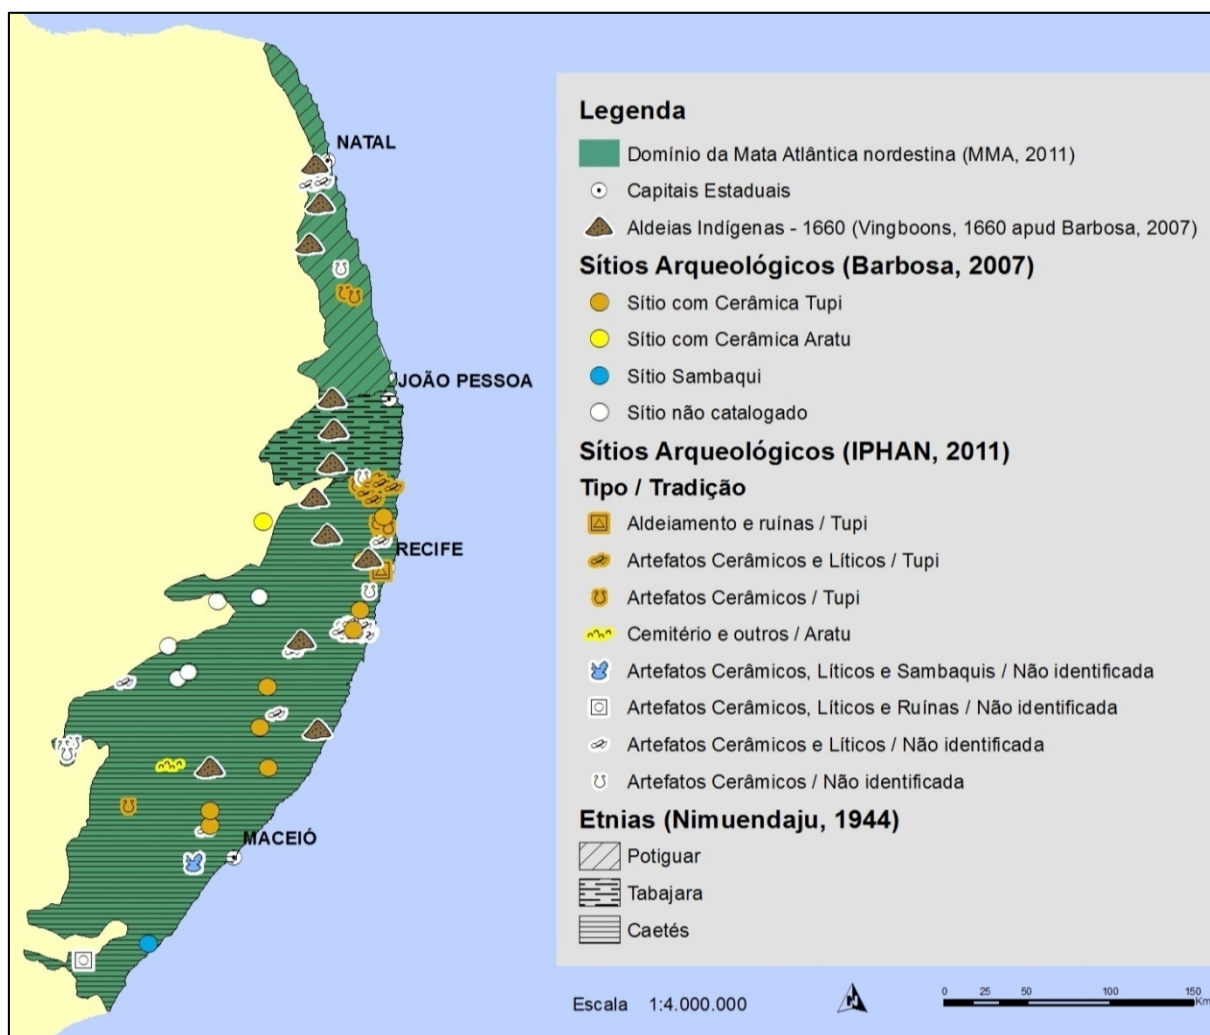 NATAL
JOÃO PESSOA
RECIFE
MACEIÓ
Legenda
Domínio da Mata Atlântica nordestina (MMA, 2011)
Capitais Estaduais
Aldeias Indígenas - 1660 (Vingboons, 1660 apud Barbosa, 2007)
Sítios Arqueológicos (Barbosa, 2007)
Sítio com Cerâmica Tupi
Sítio com Cerâmica Aratu
Sítio Sambaqui
Sítio não catalogado
Sítios Arqueológicos (IPHAN, 2011)
Tipo / Tradição
Aldeiamento e ruínas / Tupi
Artefatos Cerâmicos e Líticos / Tupi
Artefatos Cerâmicos / Tupi
Cemitério e outros / Aratu
Artefatos Cerâmicos, Líticos e Sambaquis / Não identificada
Artefatos Cerâmicos, Líticos e Ruínas / Não identificada
Artefatos Cerâmicos e Líticos / Não identificada
Artefatos Cerâmicos / Não identificada
Etnias (Nimuendaju, 1944)
Potiguar
Tabajara
Caetés
Escala 1:4.000.000
N
0 25 50 100 150
Km